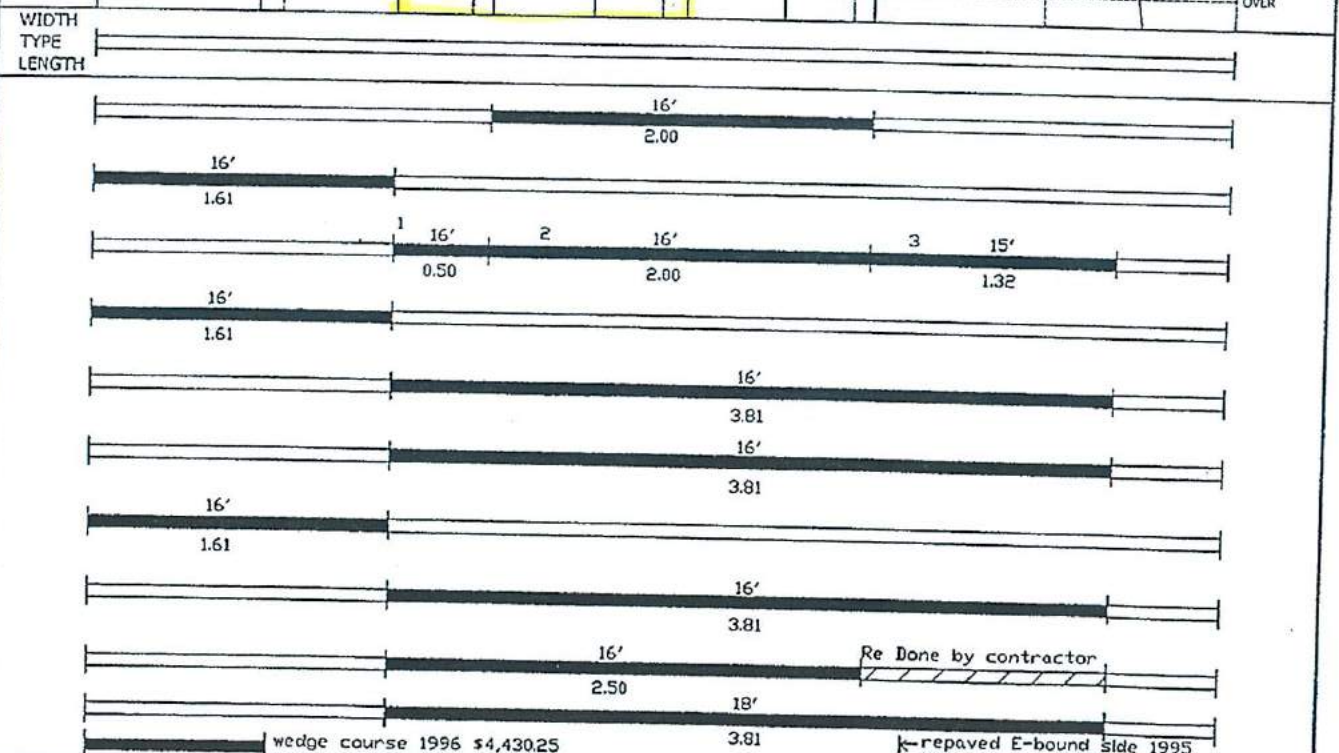 OVER
WIDTH
TYPE
LENGTH
16'
2.00
16'
1.61
1 16' 2 16' 3 15'
0.50 2.00 1.32
16'
1.61
16'
3.81
16'
3.81
16'
1.61
16'
3.81
16' Re Done by contractor
2.50
18'
3.81
wedge course 1996 $4,430.25
repaved E-bound side 1995